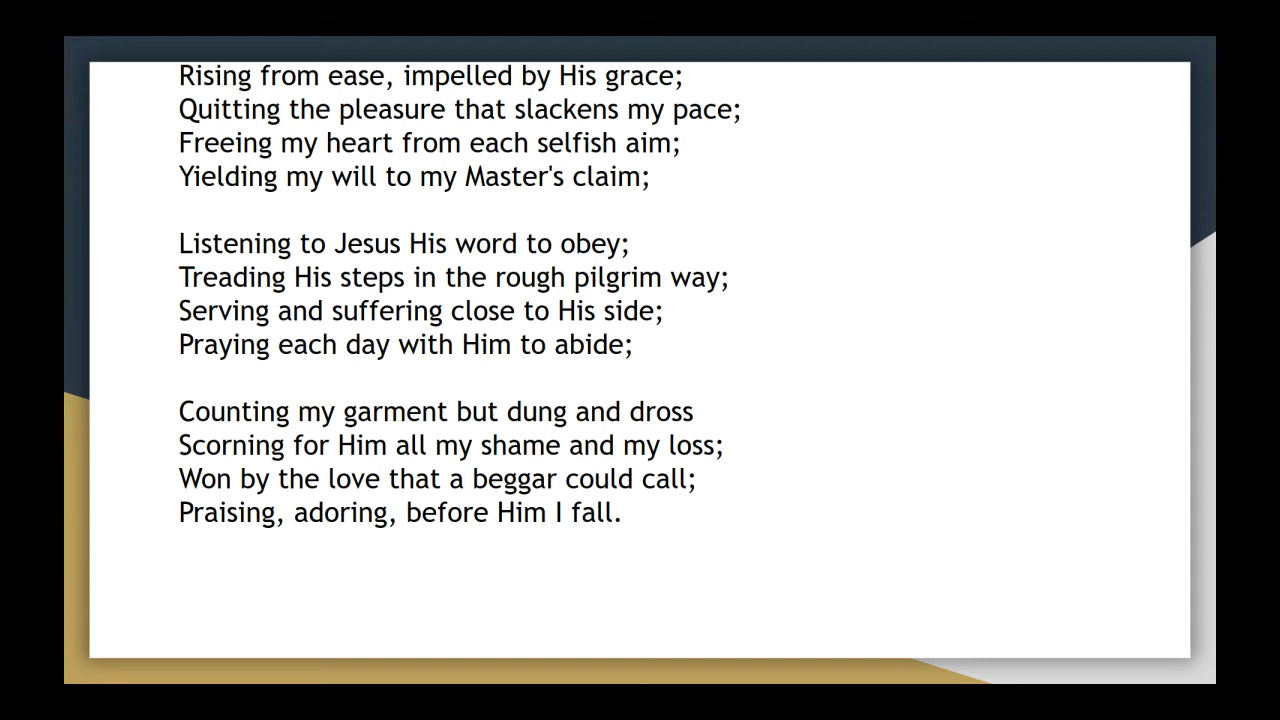 Rising from ease, impelled by His grace;
Quitting the pleasure that slackens my pace;
Freeing my heart from each selfish aim;
Yielding my will to my Master's claim;
Listening to Jesus His word to obey;
Treading His steps in the rough pilgrim way;
Serving and suffering close to His side;
Praying each day with Him to abide;
Counting my garment but dung and dross
Scorning for Him all my shame and my loss;
Won by the love that a beggar could call;
Praising, adoring, before Him I fall.